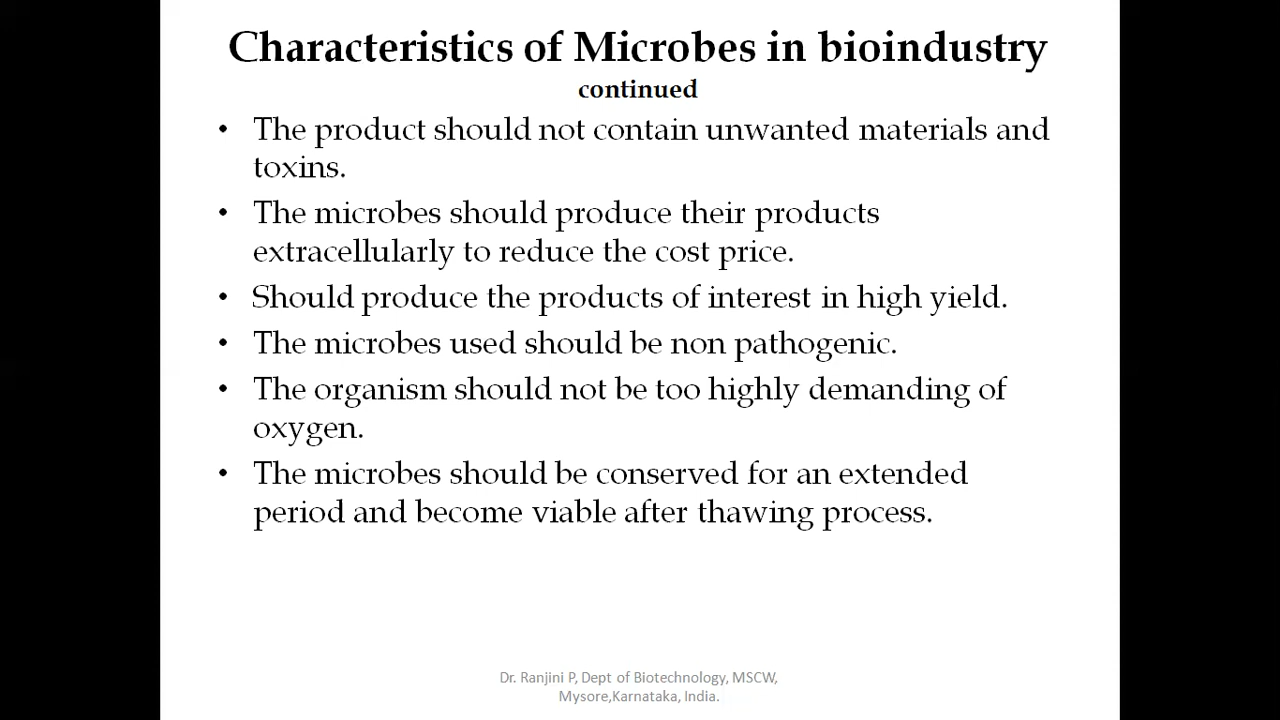 Characteristics of Microbes in bioindustry
continued
• The product should not contain unwanted materials and
toxins.
• The microbes should produce their products
extracellularly to reduce the cost price.
• Should produce the products of interest in high yield.
• The microbes used should be non pathogenic.
• The organism should not be too highly demanding of
oxygen.
• The microbes should be conserved for an extended
period and become viable after thawing process.
Dr. Ranjini P, Dept of Biotechnology, MSCW,
Mysore,Karnataka, India.